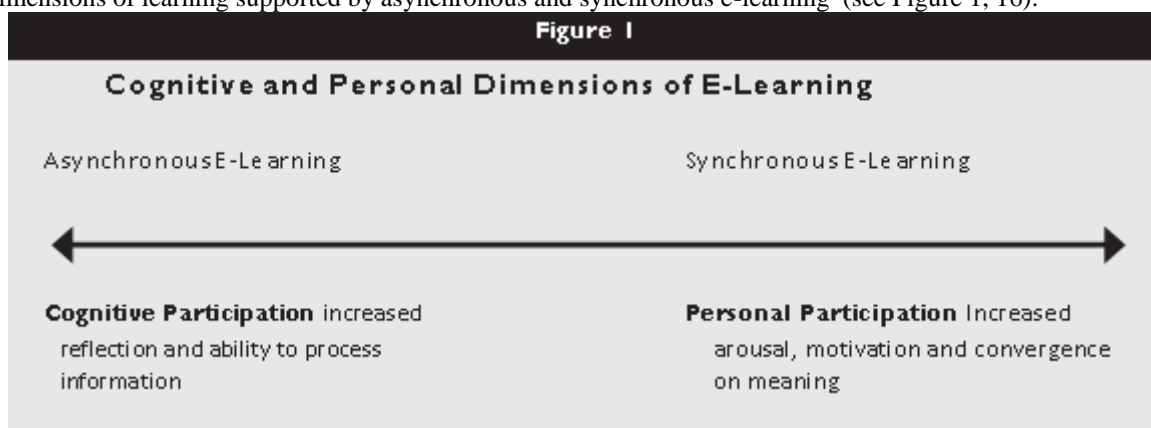 dimensions of learning supported by asynchronous and synchronous e-learning (see Figure 1, 16).
Figure 1
Cognitive and Personal Dimensions of E-Learning
Asynchronous E-Learning
Synchronous E-Learning
Cognitive Participation increased
reflection and ability to process
information
Personal Participation Increased
arousal, motivation and convergence
on meaning